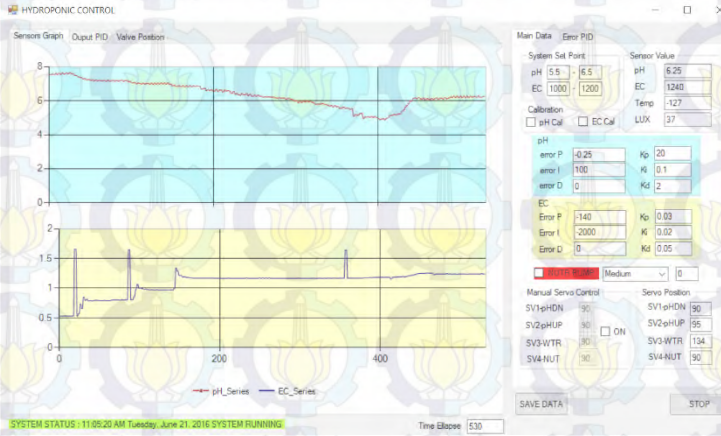 HYDROPONIC CONTROL
Sensors Graph Ouput PID Valve Position
8
6
4
2
0
2
1.5
1
0.5
0
0 200 400
pH_Series EC_Series
SYSTEM STATUS : 11:05:20 AM Tuesday, June 21, 2016 SYSTEM RUNNING
Time Ellapse 530
Main Data Error PID
System Set Point
pH 5.5 - 6.5
EC 1000 - 1200
Calibration
pH Cal EC Cal
Sensor Value
pH 6.25
EC 1240
Temp -127
LUX 37
pH
error P -0.25 Kp 20
error I 100 Ki 0.1
error D 0 Kd 2
EC
Error P -140 Kp 0.03
Error I -2000 Ki 0.02
Error D 0 Kd 0.05
PUMP Medium 0
Manual Servo Control
SV1-pHDN 90
SV2-pHUP 90
SV3-WTR 90
SV4-NUT 90
ON
Servo Position
SV1-pHDN 90
SV2-pHUP 95
SV3-WTR 134
SV4-NUT 90
SAVE DATA STOP